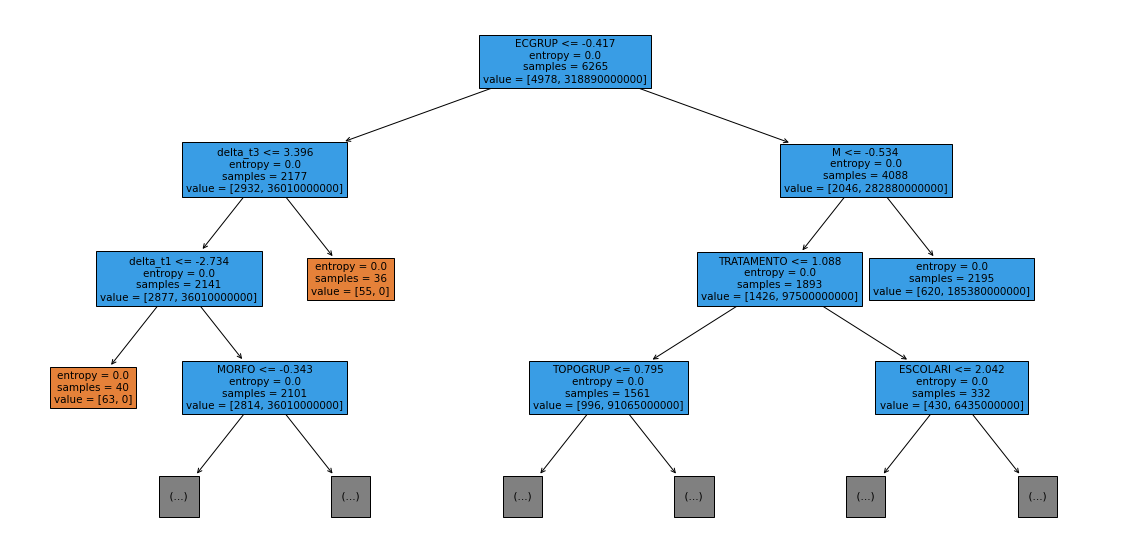 ECGRUP <= -0.417
entropy = 0.0
samples = 6265
value = [4978, 318890000000]
delta_t3 <= 3.396
entropy = 0.0
samples = 2177
value = [2932, 36010000000]
M <= -0.534
entropy = 0.0
samples = 4088
value = [2046, 282880000000]
delta_t1 <= -2.734
entropy = 0.0
samples = 2141
value = [2877, 36010000000]
entropy = 0.0
samples = 36
value = [55, 0]
TRATAMENTO <= 1.088
entropy = 0.0
samples = 1893
value = [1426, 97500000000]
entropy = 0.0
samples = 2195
value = [620, 185380000000]
entropy = 0.0
samples = 40
value = [63, 0]
MORFO <= -0.343
entropy = 0.0
samples = 2101
value = [2814, 36010000000]
TOPOGRUP <= 0.795
entropy = 0.0
samples = 1561
value = [996, 91065000000]
ESCOLARI <= 2.042
entropy = 0.0
samples = 332
value = [430, 6435000000]
(...)
(...)
(...)
(...)
(...)
(...)